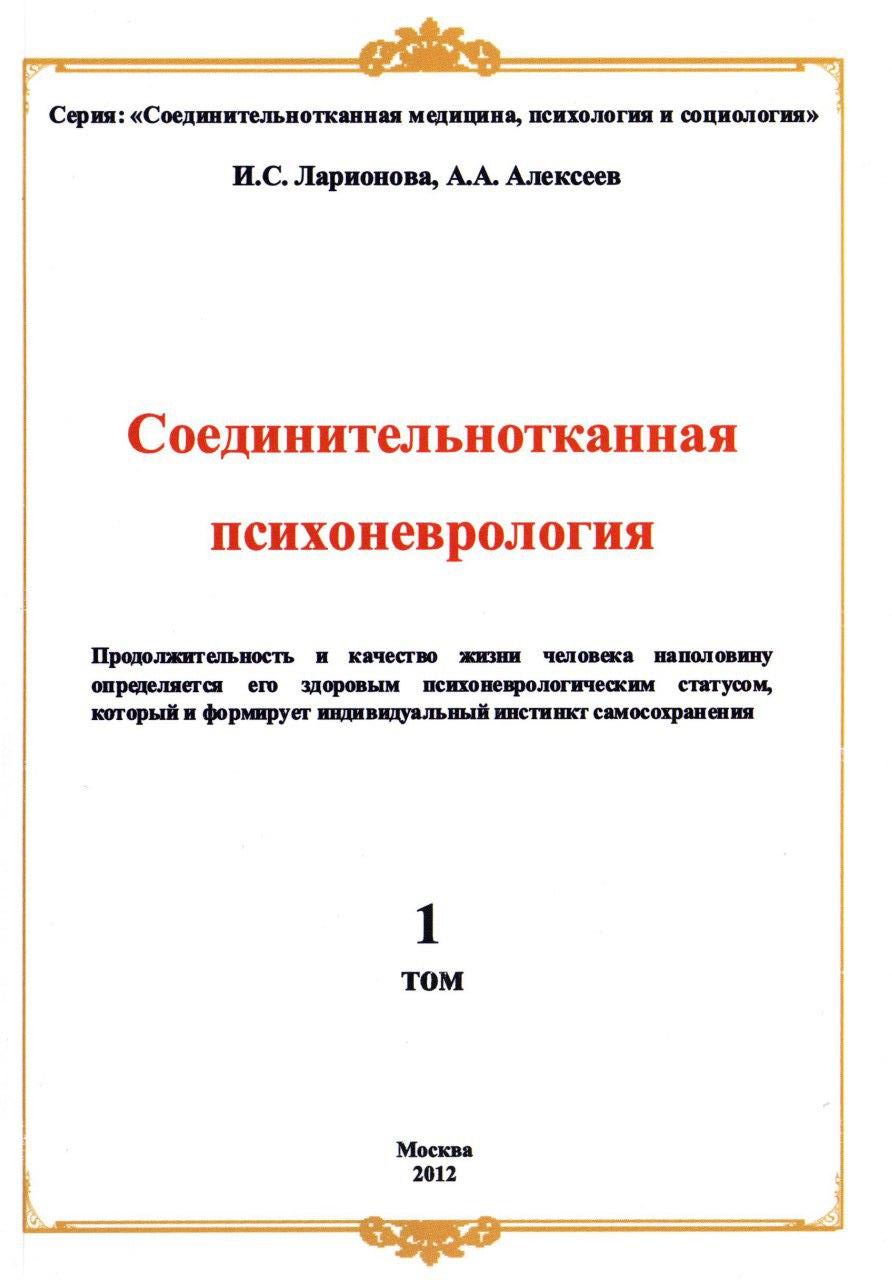 Серия: «Соединительнотканная медицина, психология и социология»
И.С. Ларионова, А.А. Алексеев
Соединительнотканная
психоневрология
Продолжительность и качество жизни человека наполовину
определяется его здоровым психоневрологическим статусом,
который и формирует индивидуальный инстинкт самосохранения
1
том
Москва
2012